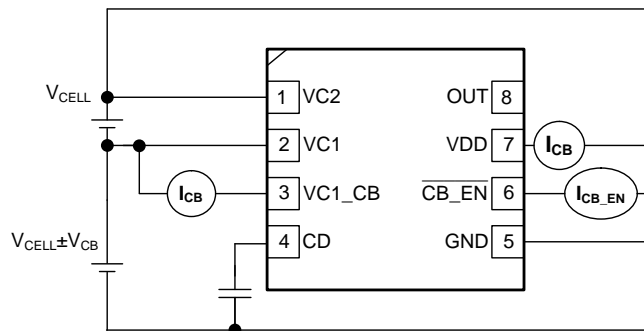 V_CELL
V_CELL±V_CB
I_CB
1 VC2
2 VC1
3 VC1_CB
4 CD
OUT 8
VDD 7
C̅B̅_̅E̅N̅ 6
GND 5
I_CB
I_CB_EN